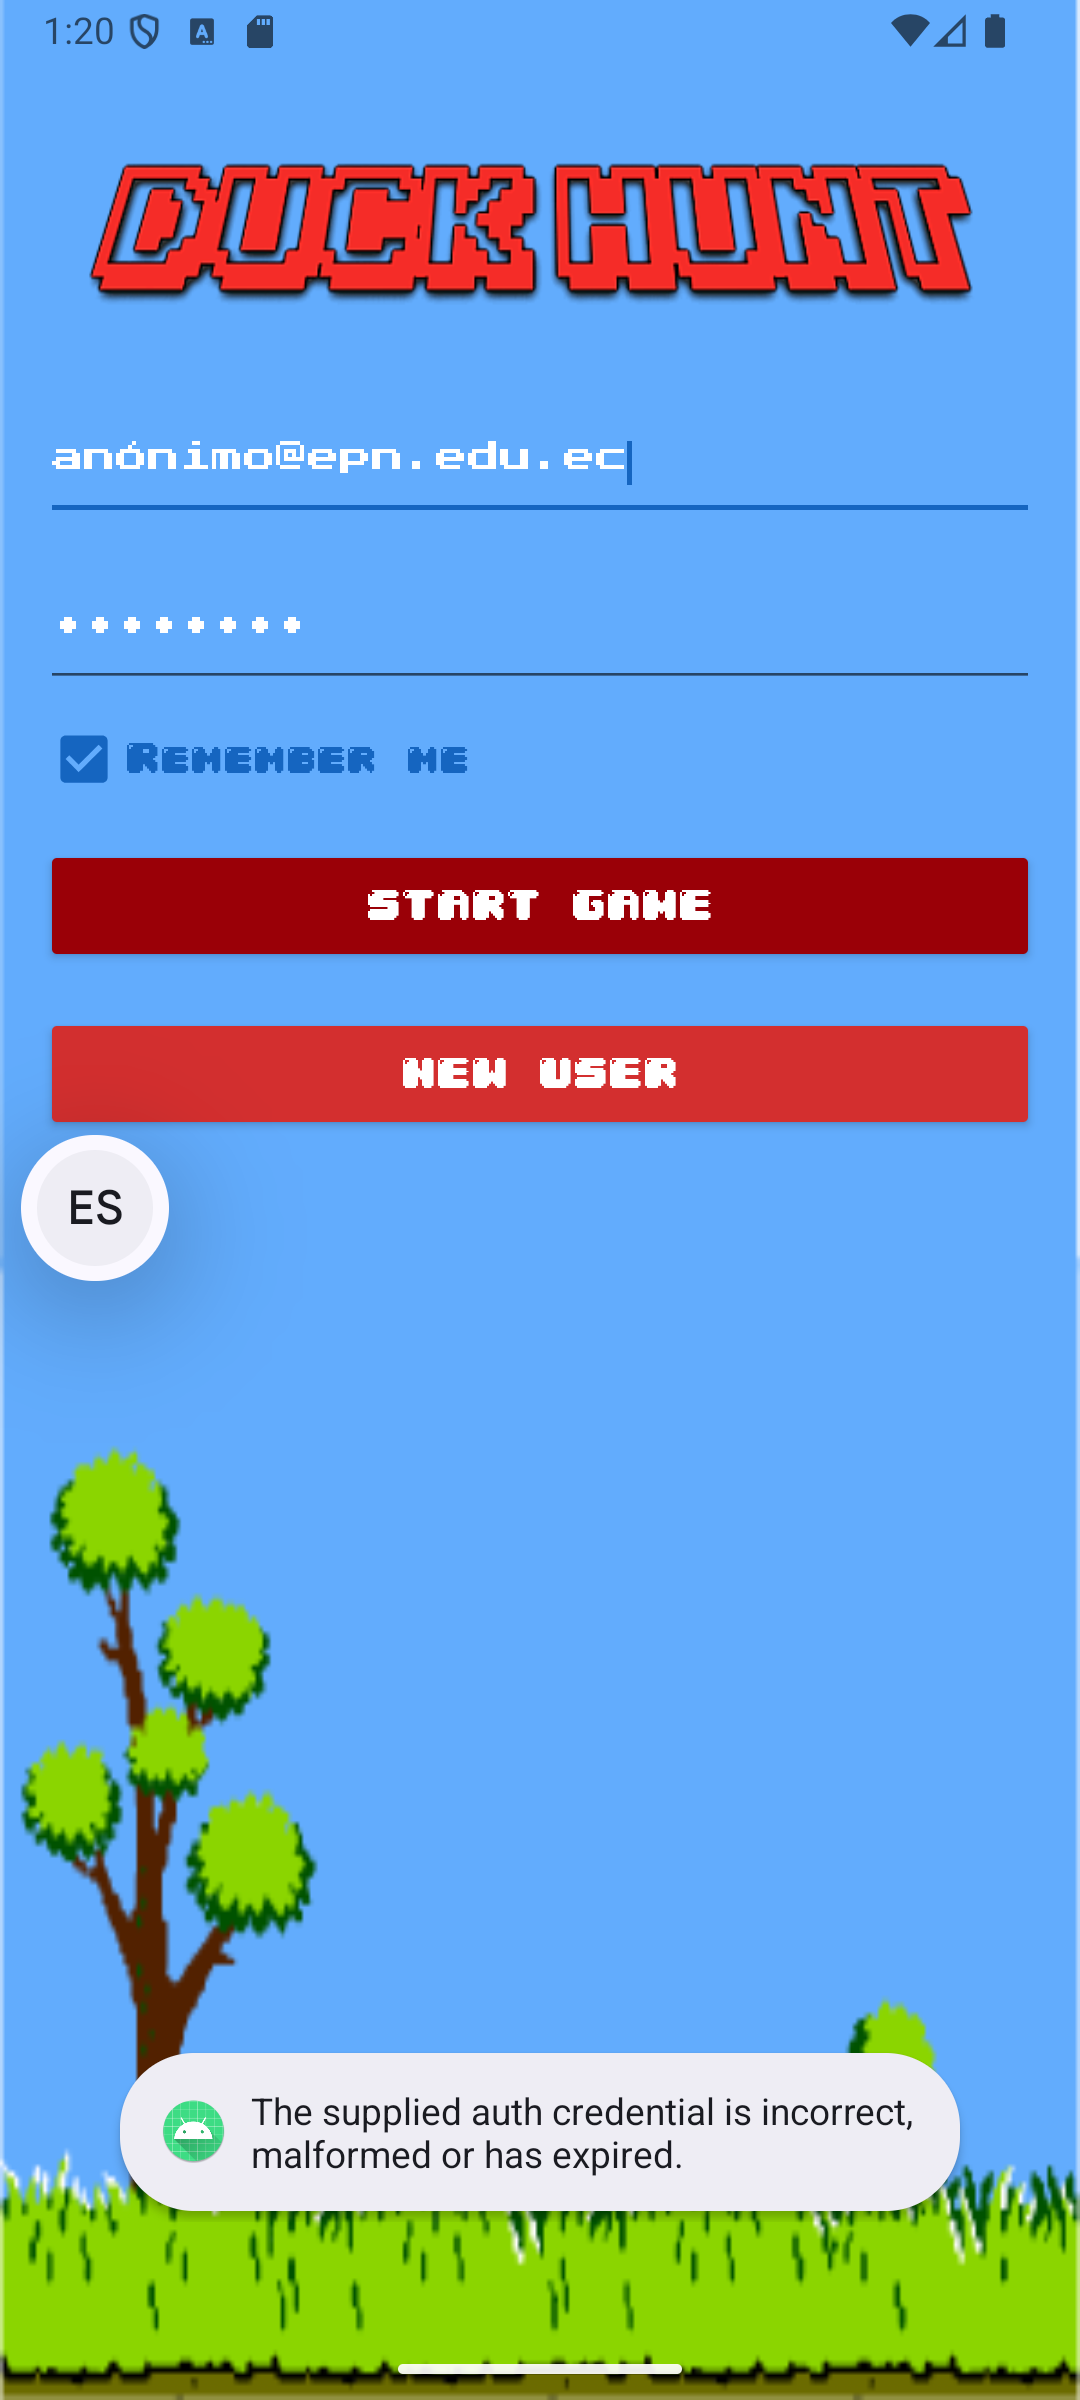 1:20
DUCK HUNT
anónimo@epn.edu.ec
REMEMBER ME
START GAME
NEW USER
ES
The supplied auth credential is incorrect,
malformed or has expired.